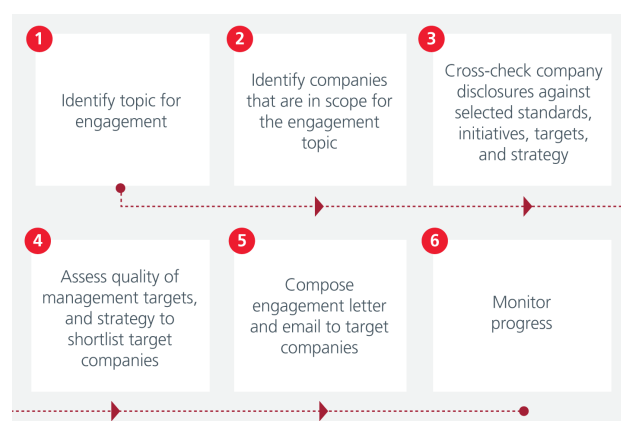 1
Identify topic for
engagement
2
Identify companies
that are in scope for
the engagement
topic
3
Cross-check company
disclosures against
selected standards,
initiatives, targets,
and strategy
4
Assess quality of
management targets,
and strategy to
shortlist target
companies
5
Compose
engagement letter
and email to target
companies
6
Monitor
progress